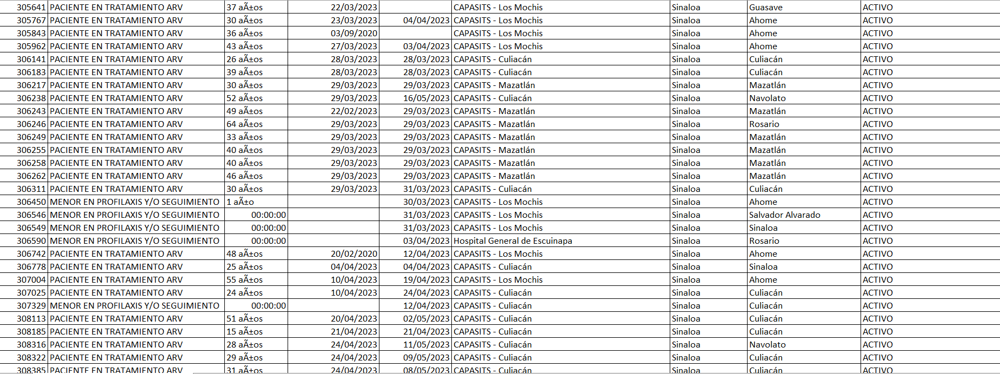 305641 PACIENTE EN TRATAMIENTO ARV 37 aÃ±os 22/03/2023 CAPASITS - Los Mochis Sinaloa Guasave ACTIVO
305767 PACIENTE EN TRATAMIENTO ARV 30 aÃ±os 23/03/2023 04/04/2023 CAPASITS - Los Mochis Sinaloa Ahome ACTIVO
305843 PACIENTE EN TRATAMIENTO ARV 36 aÃ±os 03/09/2020 CAPASITS - Los Mochis Sinaloa Ahome ACTIVO
305962 PACIENTE EN TRATAMIENTO ARV 43 aÃ±os 27/03/2023 03/04/2023 CAPASITS - Los Mochis Sinaloa Ahome ACTIVO
306141 PACIENTE EN TRATAMIENTO ARV 26 aÃ±os 28/03/2023 28/03/2023 CAPASITS - Culiacán Sinaloa Culiacán ACTIVO
306183 PACIENTE EN TRATAMIENTO ARV 39 aÃ±os 28/03/2023 28/03/2023 CAPASITS - Culiacán Sinaloa Culiacán ACTIVO
306217 PACIENTE EN TRATAMIENTO ARV 30 aÃ±os 29/03/2023 29/03/2023 CAPASITS - Mazatlán Sinaloa Mazatlán ACTIVO
306238 PACIENTE EN TRATAMIENTO ARV 52 aÃ±os 29/03/2023 16/05/2023 CAPASITS - Culiacán Sinaloa Navolato ACTIVO
306243 PACIENTE EN TRATAMIENTO ARV 49 aÃ±os 22/02/2023 29/03/2023 CAPASITS - Mazatlán Sinaloa Mazatlán ACTIVO
306246 PACIENTE EN TRATAMIENTO ARV 64 aÃ±os 29/03/2023 29/03/2023 CAPASITS - Mazatlán Sinaloa Rosario ACTIVO
306249 PACIENTE EN TRATAMIENTO ARV 33 aÃ±os 29/03/2023 29/03/2023 CAPASITS - Mazatlán Sinaloa Mazatlán ACTIVO
306255 PACIENTE EN TRATAMIENTO ARV 40 aÃ±os 29/03/2023 29/03/2023 CAPASITS - Mazatlán Sinaloa Mazatlán ACTIVO
306258 PACIENTE EN TRATAMIENTO ARV 40 aÃ±os 29/03/2023 29/03/2023 CAPASITS - Mazatlán Sinaloa Mazatlán ACTIVO
306262 PACIENTE EN TRATAMIENTO ARV 46 aÃ±os 29/03/2023 29/03/2023 CAPASITS - Mazatlán Sinaloa Mazatlán ACTIVO
306311 PACIENTE EN TRATAMIENTO ARV 30 aÃ±os 29/03/2023 31/03/2023 CAPASITS - Culiacán Sinaloa Culiacán ACTIVO
306450 MENOR EN PROFILAXIS Y/O SEGUIMIENTO 1 aÃ±o 30/03/2023 CAPASITS - Los Mochis Sinaloa Ahome ACTIVO
306546 MENOR EN PROFILAXIS Y/O SEGUIMIENTO 00:00:00 31/03/2023 CAPASITS - Los Mochis Sinaloa Salvador Alvarado ACTIVO
306549 MENOR EN PROFILAXIS Y/O SEGUIMIENTO 00:00:00 31/03/2023 CAPASITS - Los Mochis Sinaloa Sinaloa ACTIVO
306590 MENOR EN PROFILAXIS Y/O SEGUIMIENTO 00:00:00 03/04/2023 Hospital General de Escuinapa Sinaloa Rosario ACTIVO
306742 PACIENTE EN TRATAMIENTO ARV 48 aÃ±os 20/02/2020 12/04/2023 CAPASITS - Los Mochis Sinaloa Ahome ACTIVO
306778 PACIENTE EN TRATAMIENTO ARV 25 aÃ±os 04/04/2023 04/04/2023 CAPASITS - Culiacán Sinaloa Sinaloa ACTIVO
307004 PACIENTE EN TRATAMIENTO ARV 55 aÃ±os 10/04/2023 19/04/2023 CAPASITS - Los Mochis Sinaloa Ahome ACTIVO
307025 PACIENTE EN TRATAMIENTO ARV 24 aÃ±os 10/04/2023 24/04/2023 CAPASITS - Culiacán Sinaloa Culiacán ACTIVO
307329 MENOR EN PROFILAXIS Y/O SEGUIMIENTO 00:00:00 12/04/2023 CAPASITS - Culiacán Sinaloa Culiacán ACTIVO
308113 PACIENTE EN TRATAMIENTO ARV 51 aÃ±os 20/04/2023 02/05/2023 CAPASITS - Culiacán Sinaloa Culiacán ACTIVO
308185 PACIENTE EN TRATAMIENTO ARV 15 aÃ±os 21/04/2023 21/04/2023 CAPASITS - Culiacán Sinaloa Culiacán ACTIVO
308316 PACIENTE EN TRATAMIENTO ARV 28 aÃ±os 24/04/2023 11/05/2023 CAPASITS - Culiacán Sinaloa Navolato ACTIVO
308322 PACIENTE EN TRATAMIENTO ARV 29 aÃ±os 24/04/2023 09/05/2023 CAPASITS - Culiacán Sinaloa Culiacán ACTIVO
308385 PACIENTE EN TRATAMIENTO ARV 31 aÃ±os 24/04/2023 08/05/2023 CAPASITS - Culiacán Sinaloa Culiacán ACTIVO